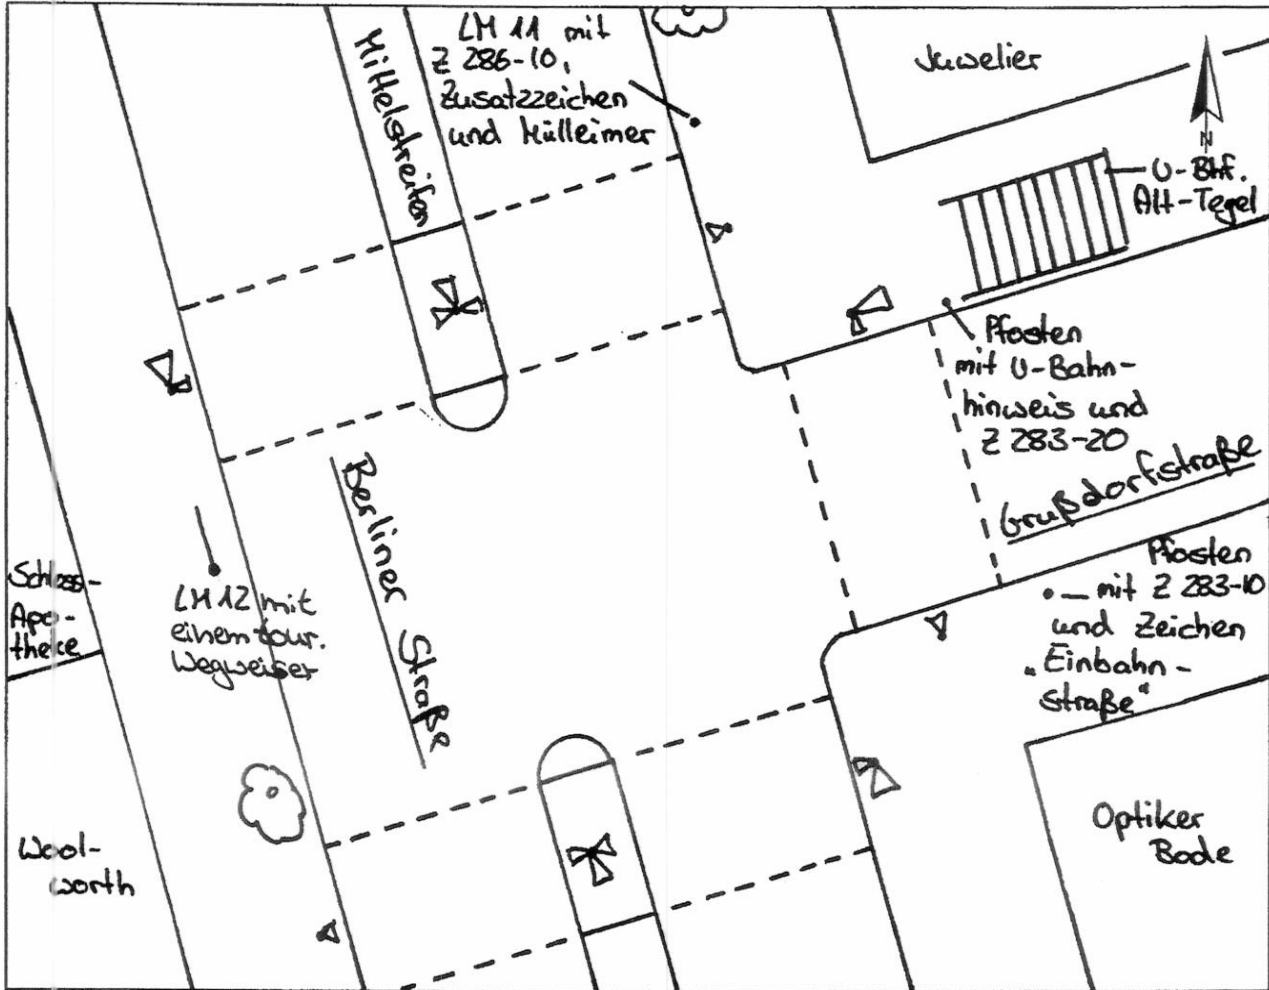 Mittelstreifen
LM 11 mit
Z 286-10,
Zusatzzeichen
und Mülleimer
Juwelier
N
U-Bhf.
Alt-Tegel
Pfosten
mit U-Bahn-
hinweis und
Z 283-20
Grußdorfstraße
Pfosten
mit Z 283-10
und Zeichen
"Einbahn-
straße"
Berliner Straße
Schloss-
Apo-
theke
LM 12 mit
einem tour.
Wegweiser
Wool-
worth
Optiker
Bode